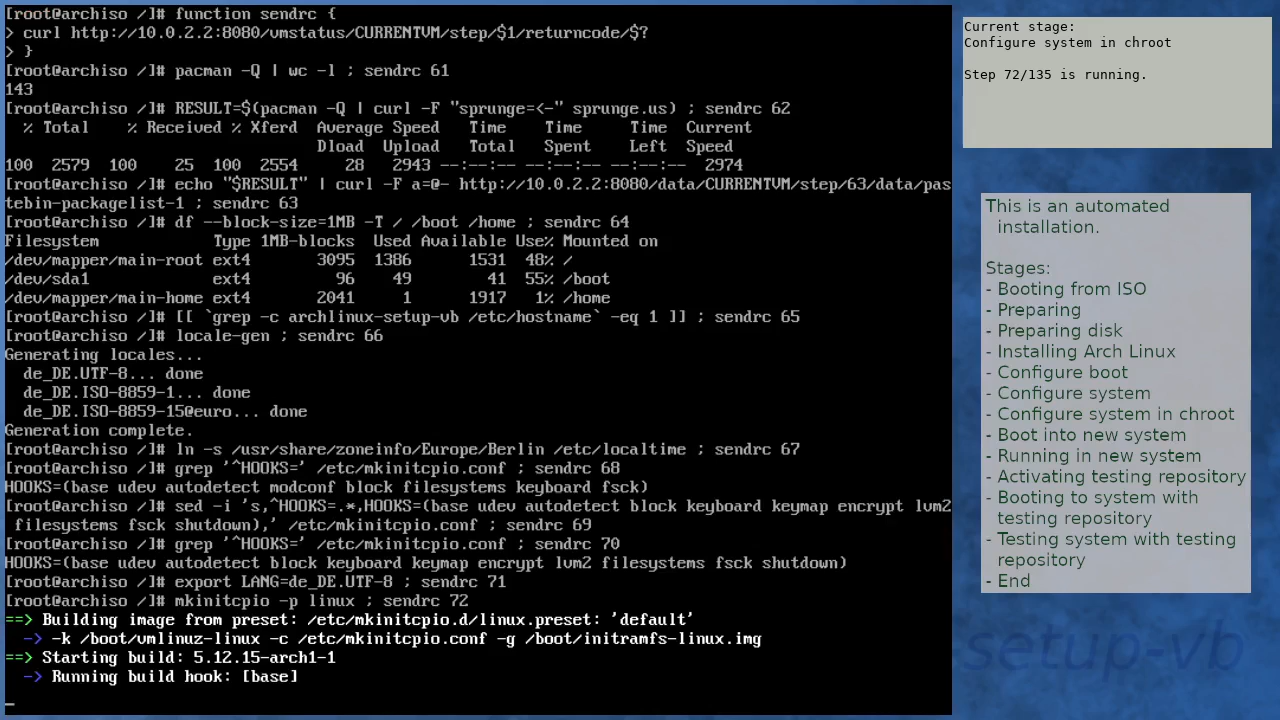 [root@archiso /]# function sendrc {
> curl http://10.0.2.2:8080/vmstatus/CURRENTVM/step/$1/returncode/$?
> }
[root@archiso /]# pacman -Q | wc -l ; sendrc 61
143
[root@archiso /]# RESULT=$(pacman -Q | curl -F "sprunge=<-" sprunge.us) ; sendrc 62
% Total % Received % Xferd Average Speed Time Time Time Current
Dload Upload Total Spent Left Speed
100 2579 100 25 100 2554 28 2943 --:--:-- --:--:-- --:--:-- 2974
[root@archiso /]# echo "$RESULT" | curl -F a=@- http://10.0.2.2:8080/data/CURRENTVM/step/63/data/pas
tebin-packagelist-1 ; sendrc 63
[root@archiso /]# df --block-size=1MB -T / /boot /home ; sendrc 64
Filesystem Type 1MB-blocks Used Available Use% Mounted on
/dev/mapper/main-root ext4 3095 1386 1531 48% /
/dev/sda1 ext4 96 49 41 55% /boot
/dev/mapper/main-home ext4 2041 1 1917 1% /home
[root@archiso /]# [[ `grep -c archlinux-setup-vb /etc/hostname` -eq 1 ]] ; sendrc 65
[root@archiso /]# locale-gen ; sendrc 66
Generating locales...
de_DE.UTF-8... done
de_DE.ISO-8859-1... done
de_DE.ISO-8859-15@euro... done
Generation complete.
[root@archiso /]# ln -s /usr/share/zoneinfo/Europe/Berlin /etc/localtime ; sendrc 67
[root@archiso /]# grep '^HOOKS=' /etc/mkinitcpio.conf ; sendrc 68
HOOKS=(base udev autodetect modconf block filesystems keyboard fsck)
[root@archiso /]# sed -i 's,^HOOKS=.*,HOOKS=(base udev autodetect block keyboard keymap encrypt lvm2
filesystems fsck shutdown),' /etc/mkinitcpio.conf ; sendrc 69
[root@archiso /]# grep '^HOOKS=' /etc/mkinitcpio.conf ; sendrc 70
HOOKS=(base udev autodetect block keyboard keymap encrypt lvm2 filesystems fsck shutdown)
[root@archiso /]# export LANG=de_DE.UTF-8 ; sendrc 71
[root@archiso /]# mkinitcpio -p linux ; sendrc 72
==> Building image from preset: /etc/mkinitcpio.d/linux.preset: 'default'
-> -k /boot/vmlinuz-linux -c /etc/mkinitcpio.conf -g /boot/initramfs-linux.img
==> Starting build: 5.12.15-arch1-1
-> Running build hook: [base]
_
Current stage:
Configure system in chroot
Step 72/135 is running.
This is an automated
installation.
Stages:
- Booting from ISO
- Preparing
- Preparing disk
- Installing Arch Linux
- Configure boot
- Configure system
- Configure system in chroot
- Boot into new system
- Running in new system
- Activating testing repository
- Booting to system with
testing repository
- Testing system with testing
repository
- End
setup-vb